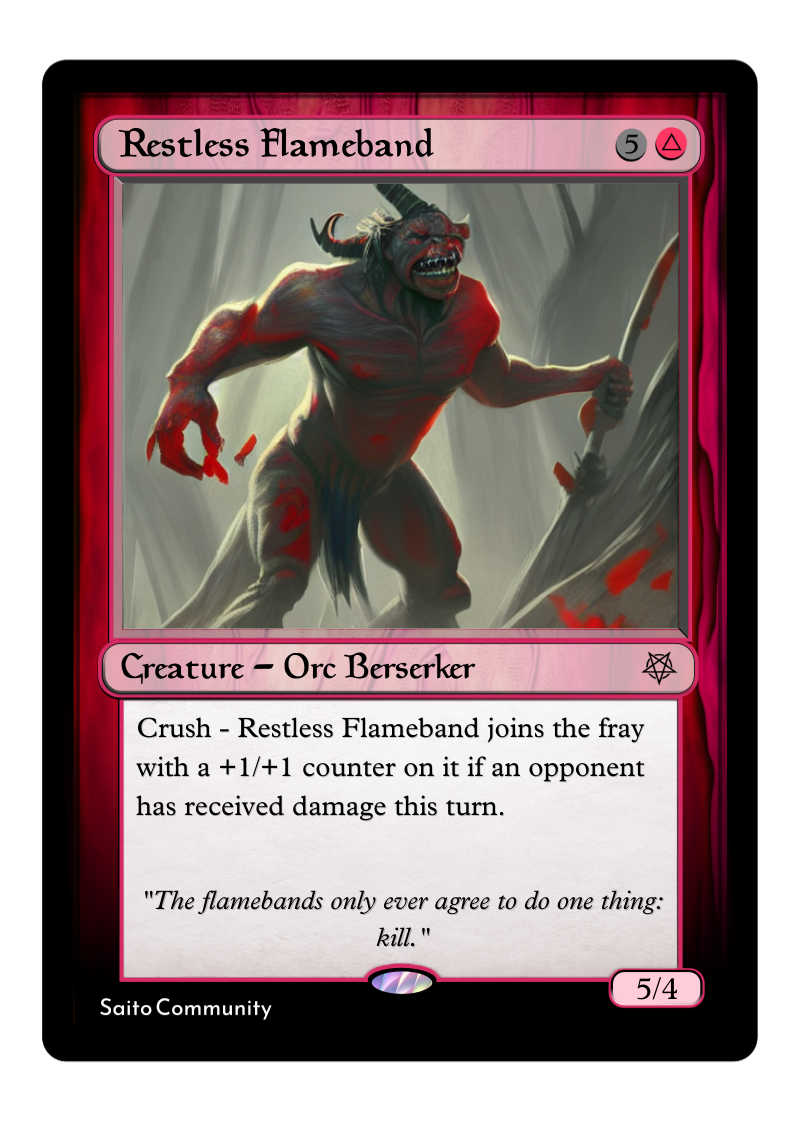 Restless Flameband 5
Creature – Orc Berserker
Crush - Restless Flameband joins the fray
with a +1/+1 counter on it if an opponent
has received damage this turn.
"The flamebands only ever agree to do one thing:
kill."
5/4
Saito Community